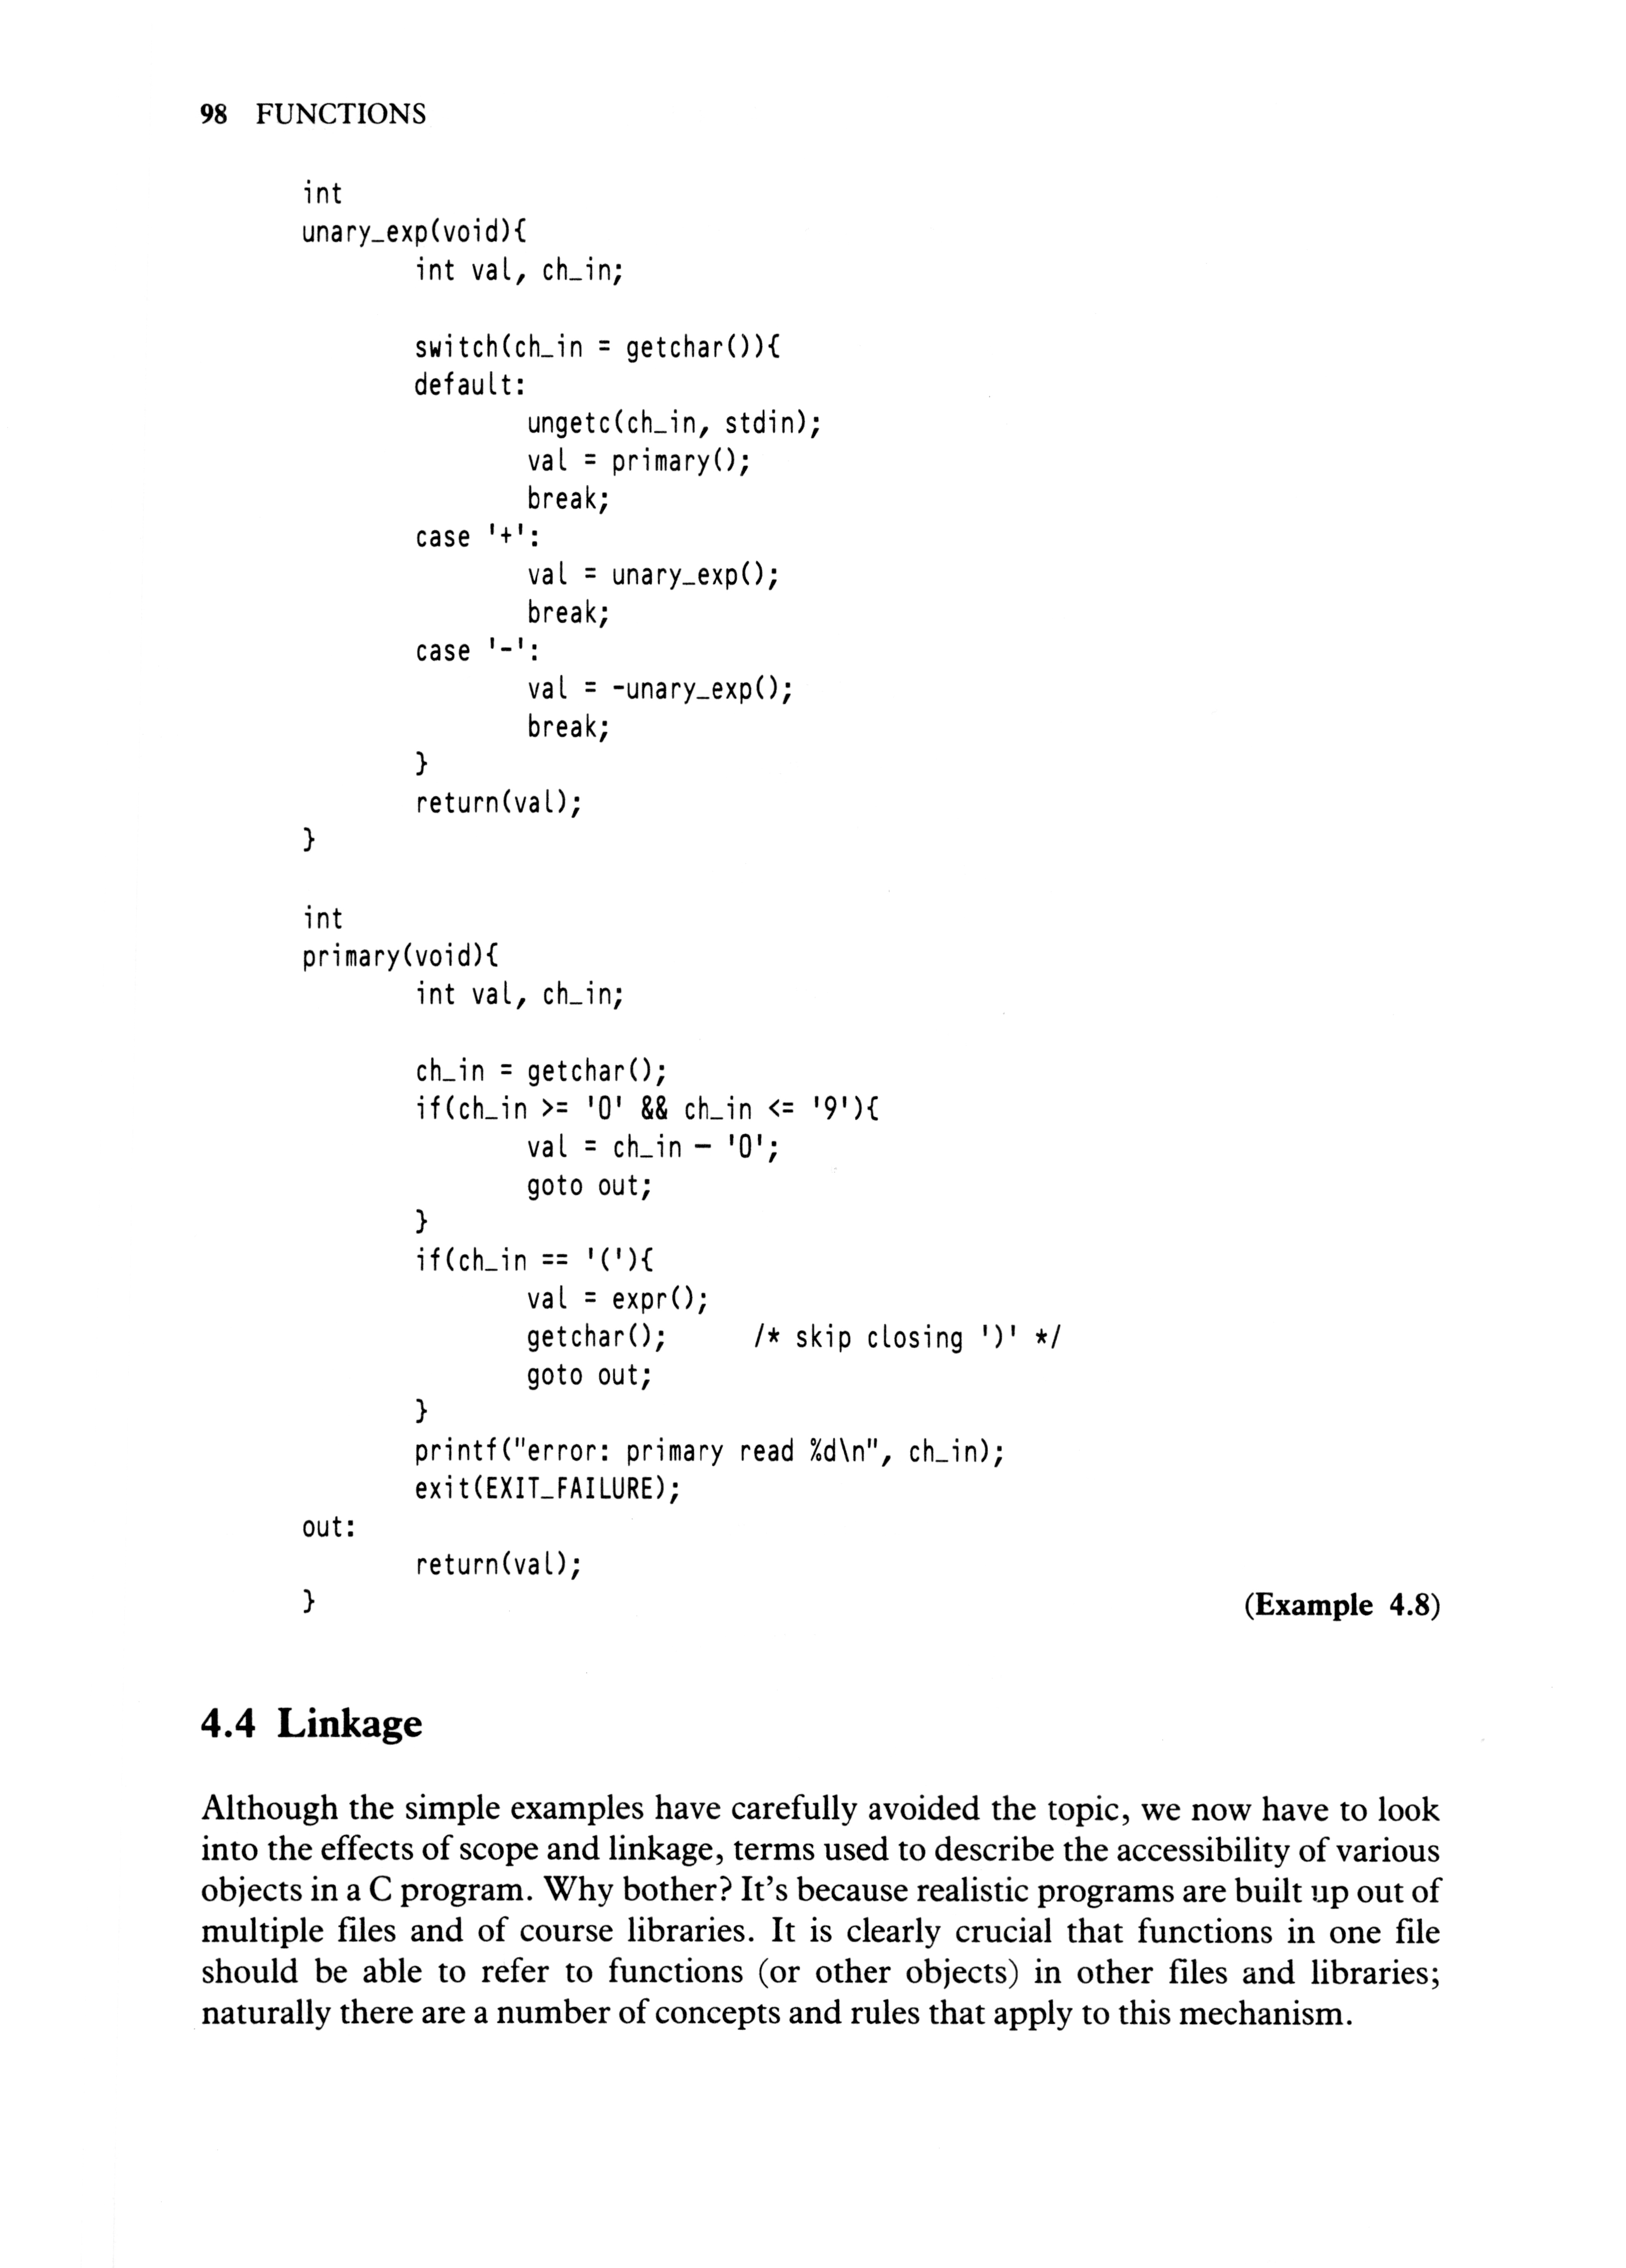 98 FUNCTIONS
int
unary_exp(void){
        int val, ch_in;

        switch(ch_in = getchar()){
        default:
                ungetc(ch_in, stdin);
                val = primary();
                break;
        case '+':
                val = unary_exp();
                break;
        case '-':
                val = -unary_exp();
                break;
        }
        return(val);
}

int
primary(void){
        int val, ch_in;

        ch_in = getchar();
        if(ch_in >= '0' && ch_in <= '9'){
                val = ch_in - '0';
                goto out;
        }
        if(ch_in == '('){
                val = expr();
                getchar();      /* skip closing ')' */
                goto out;
        }
        printf("error: primary read %d\n", ch_in);
        exit(EXIT_FAILURE);
out:
        return(val);
} (Example 4.8)
4.4 Linkage
Although the simple examples have carefully avoided the topic, we now have to look
into the effects of scope and linkage, terms used to describe the accessibility of various
objects in a C program. Why bother? It's because realistic programs are built up out of
multiple files and of course libraries. It is clearly crucial that functions in one file
should be able to refer to functions (or other objects) in other files and libraries;
naturally there are a number of concepts and rules that apply to this mechanism.